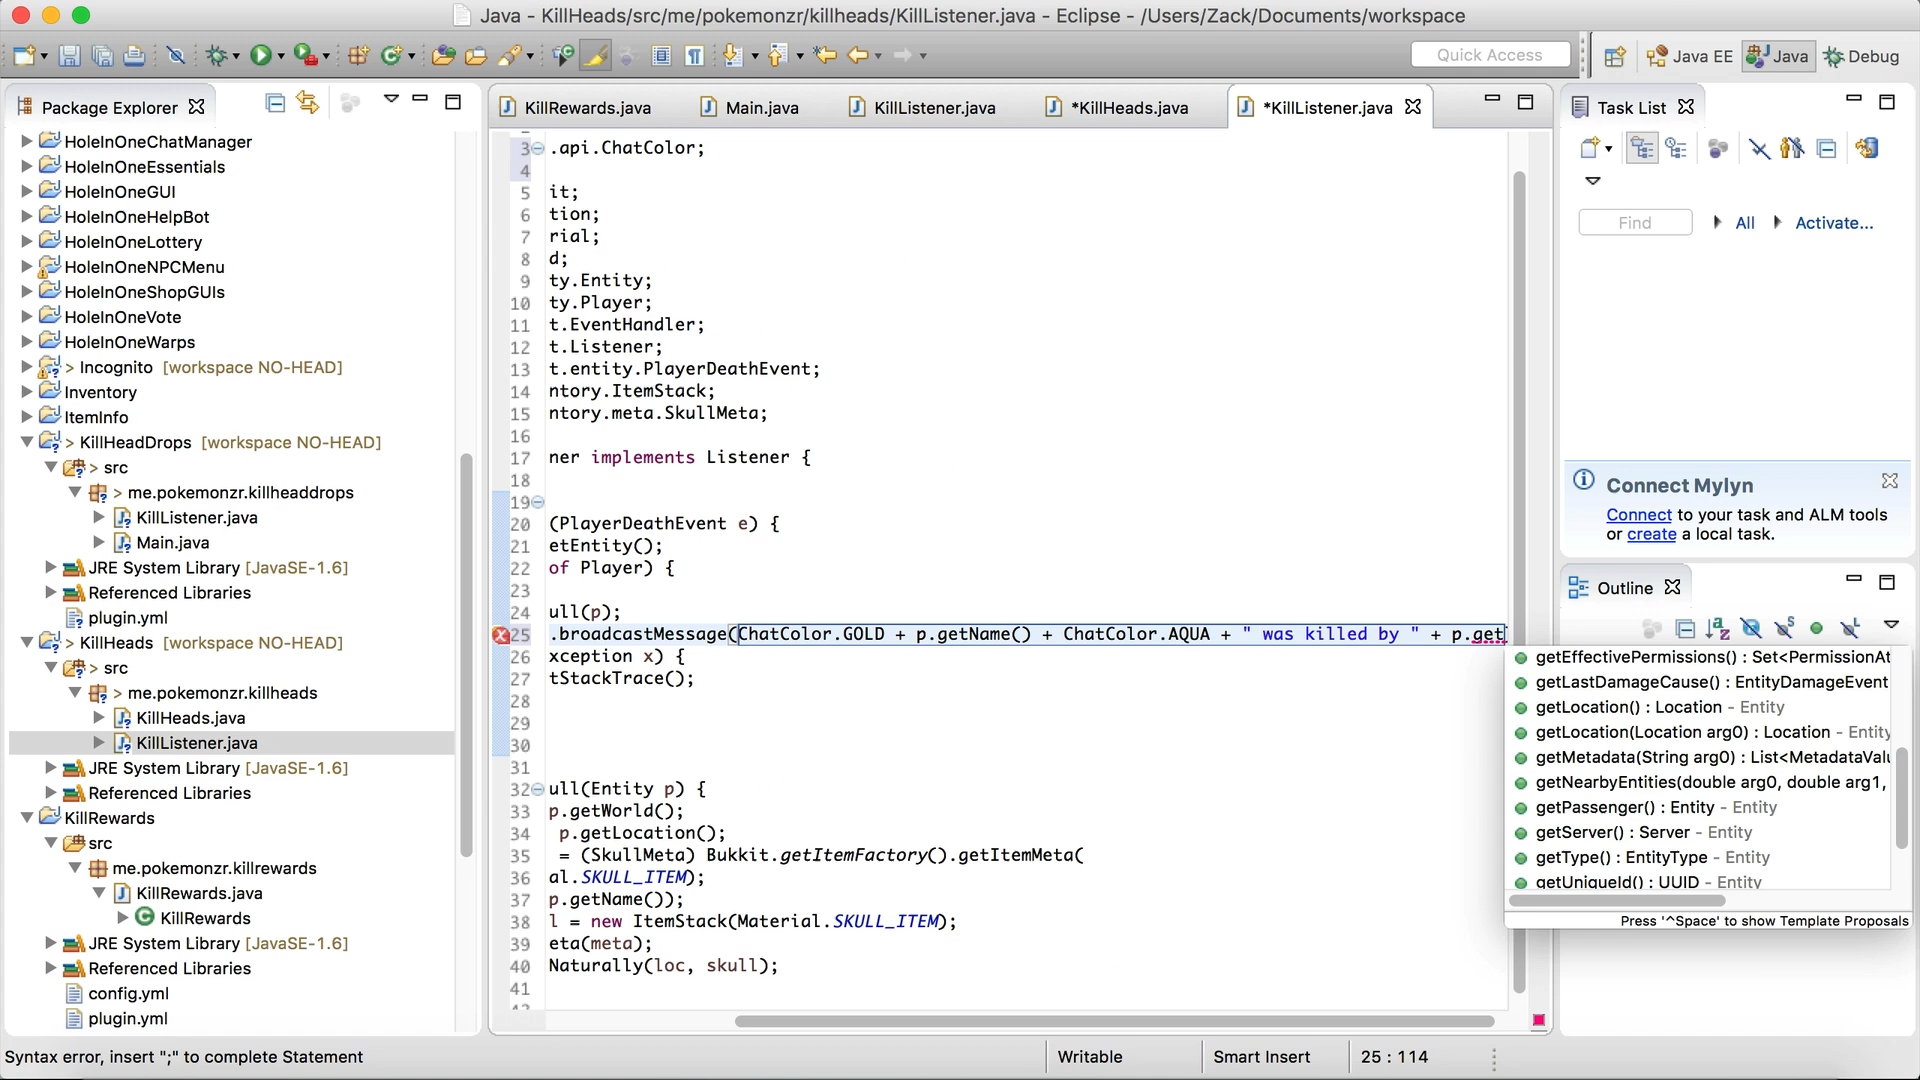 Java - KillHeads/src/me/pokemonzr/killheads/KillListener.java - Eclipse - /Users/Zack/Documents/workspace
Quick Access
Java EE
Java
Debug
Package Explorer
HoleInOneChatManager
HoleInOneEssentials
HoleInOneGUI
HoleInOneHelpBot
HoleInOneLottery
HoleInOneNPCMenu
HoleInOneShopGUIs
HoleInOneVote
HoleInOneWarps
> Incognito [workspace NO-HEAD]
Inventory
ItemInfo
> KillHeadDrops [workspace NO-HEAD]
> src
> me.pokemonzr.killheaddrops
KillListener.java
Main.java
JRE System Library [JavaSE-1.6]
Referenced Libraries
plugin.yml
> KillHeads [workspace NO-HEAD]
> src
> me.pokemonzr.killheads
KillHeads.java
KillListener.java
JRE System Library [JavaSE-1.6]
Referenced Libraries
KillRewards
src
me.pokemonzr.killrewards
KillRewards.java
KillRewards
JRE System Library [JavaSE-1.6]
Referenced Libraries
config.yml
plugin.yml
KillRewards.java
Main.java
KillListener.java
*KillHeads.java
*KillListener.java
3 .api.ChatColor;
4
5 it;
6 tion;
7 rial;
8 d;
9 ty.Entity;
10 ty.Player;
11 t.EventHandler;
12 t.Listener;
13 t.entity.PlayerDeathEvent;
14 ntory.ItemStack;
15 ntory.meta.SkullMeta;
16
17 ner implements Listener {
18
19
20 (PlayerDeathEvent e) {
21 etEntity();
22 of Player) {
23
24 ull(p);
25 .broadcastMessage(ChatColor.GOLD + p.getName() + ChatColor.AQUA + " was killed by " + p.get
26 xception x) {
27 tStackTrace();
28
29
30
31
32 ull(Entity p) {
33 p.getWorld();
34 p.getLocation();
35 = (SkullMeta) Bukkit.getItemFactory().getItemMeta(
36 al.SKULL_ITEM);
37 p.getName());
38 l = new ItemStack(Material.SKULL_ITEM);
39 eta(meta);
40 Naturally(loc, skull);
41
getEffectivePermissions() : Set<PermissionAt
getLastDamageCause() : EntityDamageEvent
getLocation() : Location - Entity
getLocation(Location arg0) : Location - Entity
getMetadata(String arg0) : List<MetadataValu
getNearbyEntities(double arg0, double arg1,
getPassenger() : Entity - Entity
getServer() : Server - Entity
getType() : EntityType - Entity
getUniqueId() : UUID - Entity
Press '^Space' to show Template Proposals
Task List
Find
All
Activate...
Connect Mylyn
Connect to your task and ALM tools
or create a local task.
Outline
Syntax error, insert ";" to complete Statement
Writable
Smart Insert
25 : 114